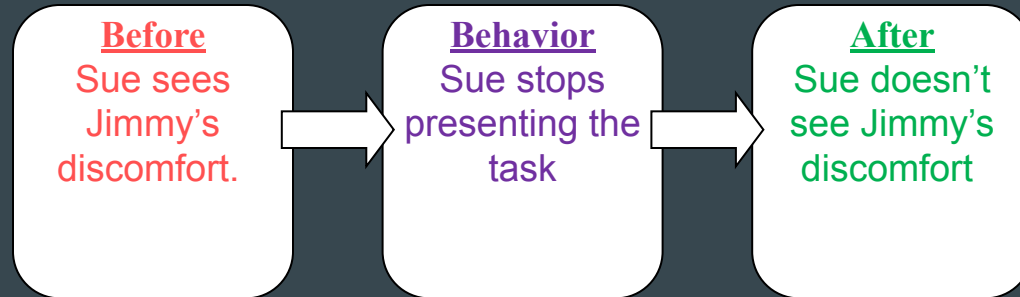 Before
Sue sees
Jimmy’s
discomfort.
Behavior
Sue stops
presenting the
task
After
Sue doesn’t
see Jimmy’s
discomfort